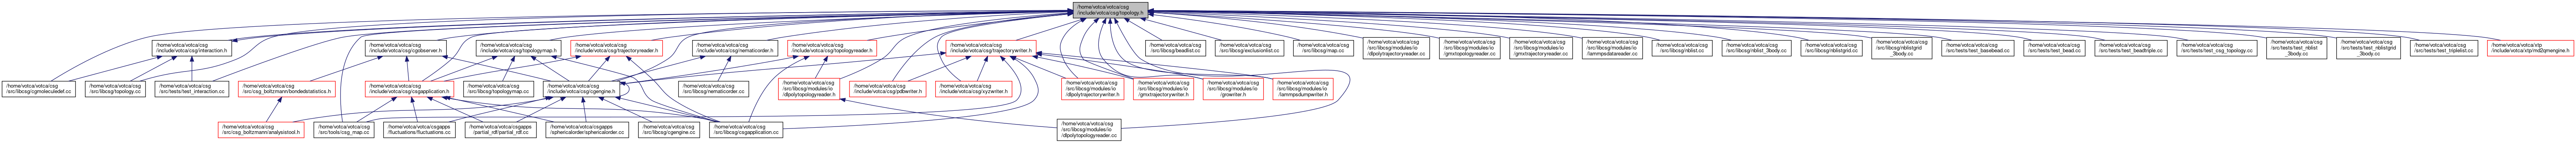 /home/votca/votca/csg
/include/votca/csg/topology.h
/home/votca/votca/csg
/include/votca/csg/interaction.h
/home/votca/votca/csg
/include/votca/csg/cgobserver.h
/home/votca/votca/csg
/include/votca/csg/topologymap.h
/home/votca/votca/csg
/include/votca/csg/trajectoryreader.h
/home/votca/votca/csg
/include/votca/csg/nematicorder.h
/home/votca/votca/csg
/include/votca/csg/topologyreader.h
/home/votca/votca/csg
/include/votca/csg/trajectorywriter.h
/home/votca/votca/csg
/src/libcsg/beadlist.cc
/home/votca/votca/csg
/src/libcsg/exclusionlist.cc
/home/votca/votca/csg
/src/libcsg/map.cc
/home/votca/votca/csg
/src/libcsg/modules/io
/dlpolytrajectoryreader.cc
/home/votca/votca/csg
/src/libcsg/modules/io
/gmxtopologyreader.cc
/home/votca/votca/csg
/src/libcsg/modules/io
/gmxtrajectoryreader.cc
/home/votca/votca/csg
/src/libcsg/modules/io
/lammpsdatareader.cc
/home/votca/votca/csg
/src/libcsg/nblist.cc
/home/votca/votca/csg
/src/libcsg/nblist_3body.cc
/home/votca/votca/csg
/src/libcsg/nblistgrid.cc
/home/votca/votca/csg
/src/libcsg/nblistgrid
_3body.cc
/home/votca/votca/csg
/src/tests/test_basebead.cc
/home/votca/votca/csg
/src/tests/test_bead.cc
/home/votca/votca/csg
/src/tests/test_beadtriple.cc
/home/votca/votca/csg
/src/tests/test_csg_topology.cc
/home/votca/votca/csg
/src/tests/test_nblist
_3body.cc
/home/votca/votca/csg
/src/tests/test_nblistgrid
_3body.cc
/home/votca/votca/csg
/src/tests/test_triplelist.cc
/home/votca/votca/xtp
/include/votca/xtp/md2qmengine.h
/home/votca/votca/csg
/src/libcsg/cgmoleculedef.cc
/home/votca/votca/csg
/src/libcsg/topology.cc
/home/votca/votca/csg
/src/tests/test_interaction.cc
/home/votca/votca/csg
/src/csg_boltzmann/bondedstatistics.h
/home/votca/votca/csg
/include/votca/csg/csgapplication.h
/home/votca/votca/csg
/src/libcsg/topologymap.cc
/home/votca/votca/csg
/include/votca/csg/cgengine.h
/home/votca/votca/csg
/src/libcsg/nematicorder.cc
/home/votca/votca/csg
/src/libcsg/modules/io
/dlpolytopologyreader.h
/home/votca/votca/csg
/include/votca/csg/pdbwriter.h
/home/votca/votca/csg
/include/votca/csg/xyzwriter.h
/home/votca/votca/csg
/src/libcsg/modules/io
/dlpolytrajectorywriter.h
/home/votca/votca/csg
/src/libcsg/modules/io
/gmxtrajectorywriter.h
/home/votca/votca/csg
/src/libcsg/modules/io
/growriter.h
/home/votca/votca/csg
/src/libcsg/modules/io
/lammpsdumpwriter.h
/home/votca/votca/csg
/src/csg_boltzmann/analysistool.h
/home/votca/votca/csg
/src/tools/csg_map.cc
/home/votca/votca/csgapps
/fluctuations/fluctuations.cc
/home/votca/votca/csgapps
/partial_rdf/partial_rdf.cc
/home/votca/votca/csgapps
/sphericalorder/sphericalorder.cc
/home/votca/votca/csg
/src/libcsg/cgengine.cc
/home/votca/votca/csg
/src/libcsg/csgapplication.cc
/home/votca/votca/csg
/src/libcsg/modules/io
/dlpolytopologyreader.cc